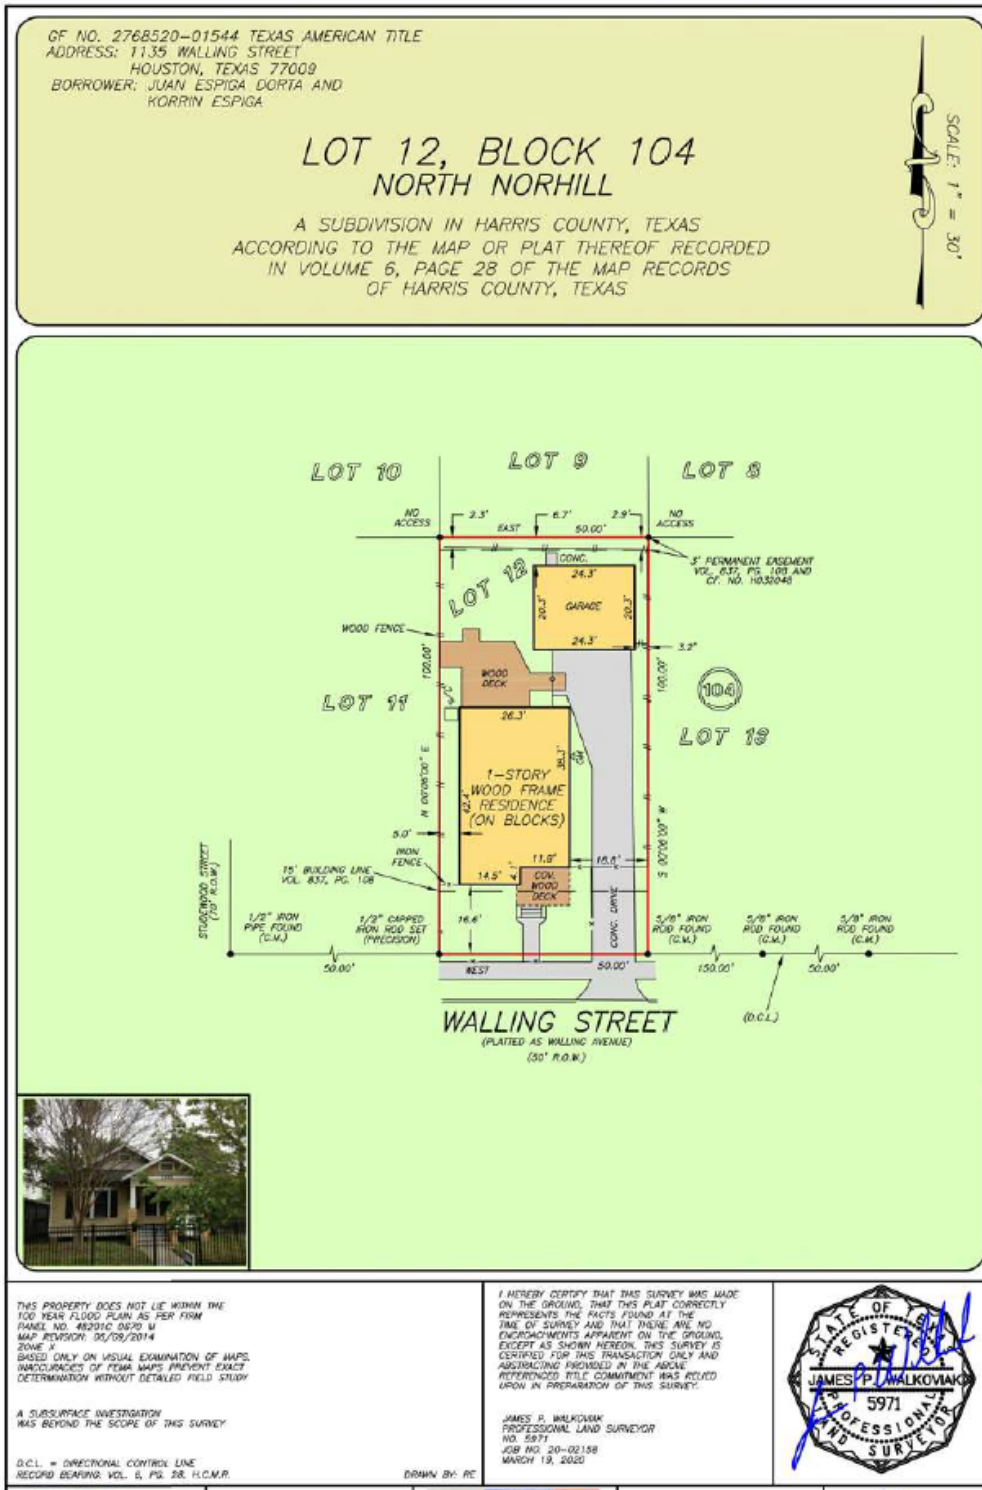 GF NO. 2768520-01544 TEXAS AMERICAN TITLE
ADDRESS: 1135 WALLING STREET
HOUSTON, TEXAS 77009
BORROWER: JUAN ESPIGA DORTA AND
KORRIN ESPIGA
SCALE: 1" = 30'
LOT 12, BLOCK 104
NORTH NORHILL
A SUBDIVISION IN HARRIS COUNTY, TEXAS
ACCORDING TO THE MAP OR PLAT THEREOF RECORDED
IN VOLUME 6, PAGE 28 OF THE MAP RECORDS
OF HARRIS COUNTY, TEXAS
LOT 10
LOT 9
LOT 8
NO
ACCESS
2.3'
6.7'
2.9'
NO
ACCESS
EAST
50.00'
3' PERMANENT EASEMENT
VOL. 837, PG. 108 AND
CF. NO. H032048
CONC.
LOT 12
24.3'
20.3'
GARAGE
20.3'
24.3'
3.2'
WOOD FENCE
100.00'
100.00'
WOOD
DECK
104
LOT 11
LOT 13
26.3'
38.3'
N 00°06'00" E
1-STORY
WOOD FRAME
RESIDENCE
(ON BLOCKS)
42.4'
S 00°06'00" W
5.0'
IRON
FENCE
11.8'
14.5'
COV.
WOOD
DECK
15' BUILDING LINE
VOL. 837, PG. 108
16.6'
CONC. DRIVE
STUDEWOOD STREET
(70' R.O.W.)
1/2" IRON
PIPE FOUND
(C.M.)
1/2" CAPPED
IRON ROD SET
(PRECISION)
5/8" IRON
ROD FOUND
(C.M.)
5/8" IRON
ROD FOUND
(C.M.)
5/8" IRON
ROD FOUND
(C.M.)
50.00'
WEST
50.00'
150.00'
50.00'
(D.C.L.)
WALLING STREET
(PLATTED AS WALLING AVENUE)
(50' R.O.W.)
THIS PROPERTY DOES NOT LIE WITHIN THE
100 YEAR FLOOD PLAIN AS PER FIRM
PANEL NO. 48201C 0670 M
MAP REVISION: 06/09/2014
ZONE X
BASED ONLY ON VISUAL EXAMINATION OF MAPS.
INACCURACIES OF FEMA MAPS PREVENT EXACT
DETERMINATION WITHOUT DETAILED FIELD STUDY
A SUBSURFACE INVESTIGATION
WAS BEYOND THE SCOPE OF THIS SURVEY
D.C.L. = DIRECTIONAL CONTROL LINE
RECORD BEARING: VOL. 6, PG. 28, H.C.M.R.
DRAWN BY: RE
I HEREBY CERTIFY THAT THIS SURVEY WAS MADE
ON THE GROUND, THAT THIS PLAT CORRECTLY
REPRESENTS THE FACTS FOUND AT THE
TIME OF SURVEY AND THAT THERE ARE NO
ENCROACHMENTS APPARENT ON THE GROUND,
EXCEPT AS SHOWN HEREON. THIS SURVEY IS
CERTIFIED FOR THIS TRANSACTION ONLY AND
ABSTRACTING PROVIDED IN THE ABOVE
REFERENCED TITLE COMMITMENT WAS RELIED
UPON IN PREPARATION OF THIS SURVEY.
JAMES P. WALKOVIAK
PROFESSIONAL LAND SURVEYOR
NO. 5971
JOB NO. 20-02158
MARCH 19, 2020
STATE OF TEXAS
REGISTERED
JAMES P. WALKOVIAK
5971
PROFESSIONAL
LAND SURVEYOR